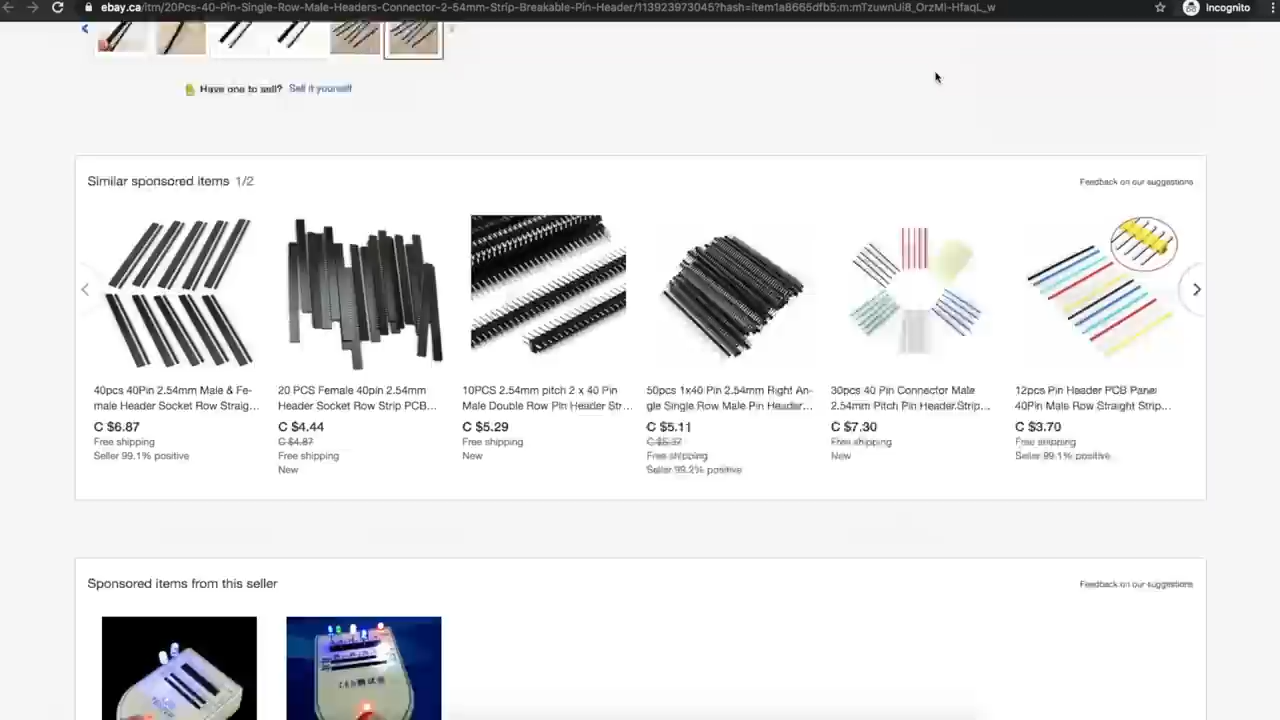 ebay.ca/itm/20Pcs-40-Pin-Single-Row-Male-Headers-Connector-2-54mm-Strip-Breakable-Pin-Header/113923973045?hash=item1a8665dfb5:m:mTzuwnUi8_OrzMl-HfaqL_w
Incognito
Have one to sell? Sell it yourself
Similar sponsored items 1/2
Feedback on our suggestions
40pcs 40Pin 2.54mm Male & Fe-
male Header Socket Row Straig...
C $6.87
Free shipping
Seller 99.1% positive
20 PCS Female 40pin 2.54mm
Header Socket Row Strip PCB...
C $4.44
C $4.87
Free shipping
New
10PCS 2.54mm pitch 2 x 40 Pin
Male Double Row Pin Header Str...
C $5.29
Free shipping
New
50pcs 1x40 Pin 2.54mm Right An-
gle Single Row Male Pin Header...
C $5.11
C $5.37
Free shipping
Seller 99.2% positive
30pcs 40 Pin Connector Male
2.54mm Pitch Pin Header Strip...
C $7.30
Free shipping
New
12pcs Pin Header PCB Panel
40Pin Male Row Straight Strip...
C $3.70
Free shipping
Seller 99.1% positive
Sponsored items from this seller
Feedback on our suggestions